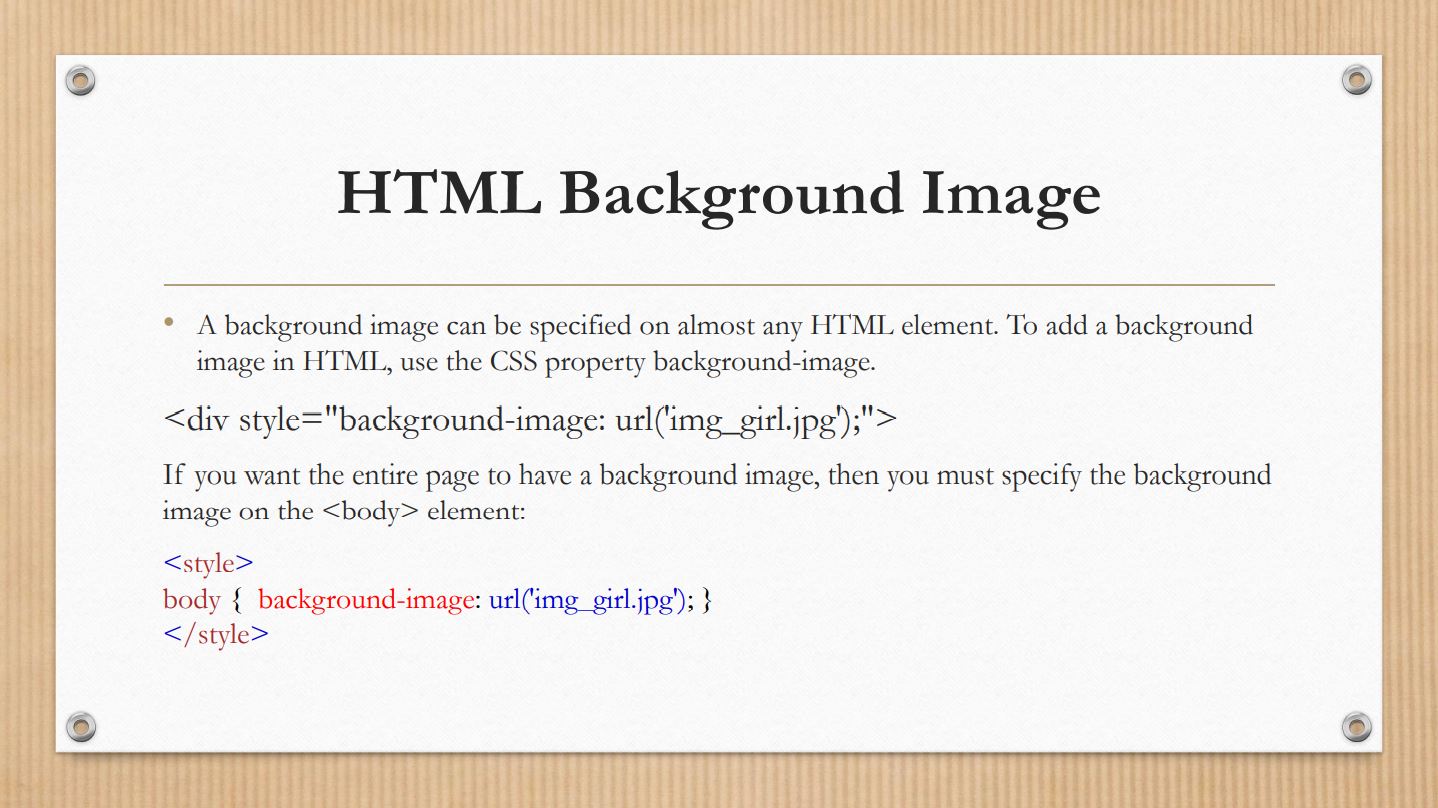 HTML Background Image
• A background image can be specified on almost any HTML element. To add a background
image in HTML, use the CSS property background-image.
<div style="background-image: url('img_girl.jpg');">
If you want the entire page to have a background image, then you must specify the background
image on the <body> element:
<style>
body {  background-image: url('img_girl.jpg'); }
</style>